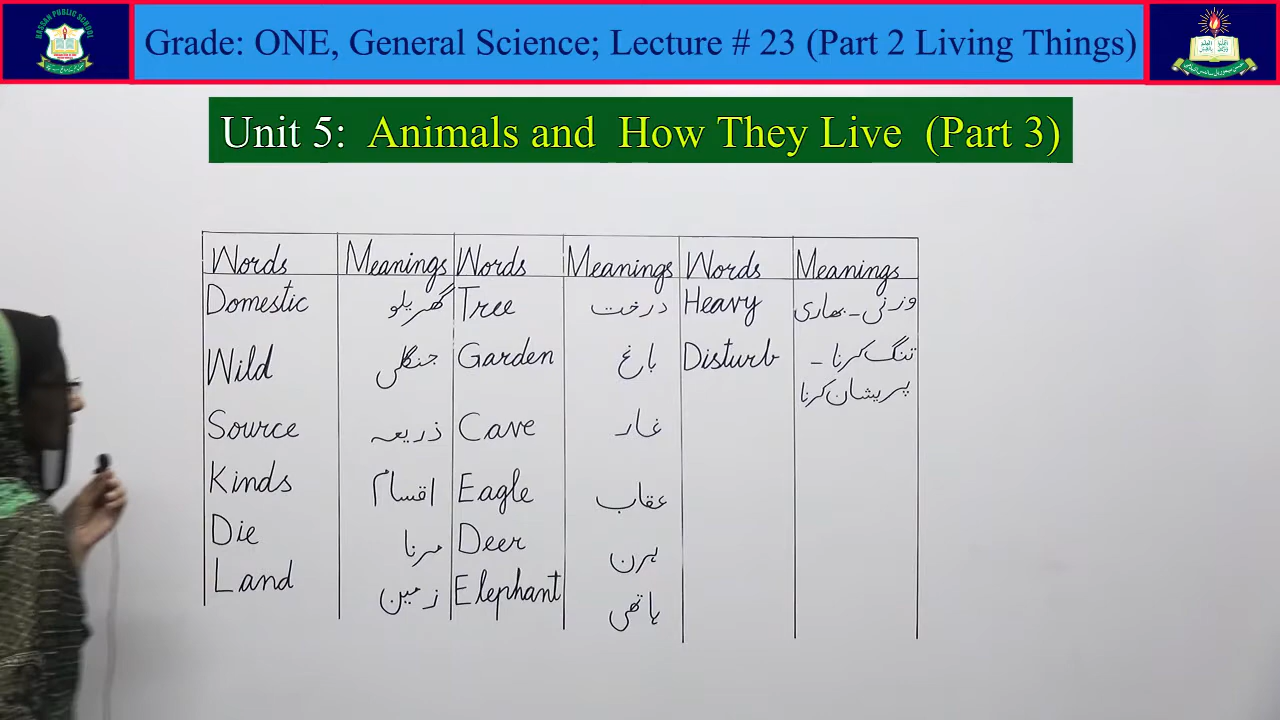 HASSAN PUBLIC SCHOOL
Grade: ONE, General Science; Lecture # 23 (Part 2 Living Things)
Unit 5: Animals and How They Live (Part 3)
Words Meanings Words Meanings Words Meanings
Domestic گھریلو Tree درخت Heavy وزنی - بھاری
Wild جنگلی Garden باغ Disturb تنگ کرنا -
پریشان کرنا
Source ذریعہ Cave غار
Kinds اقسام Eagle عقاب
Die مرنا Deer ہرن
Land زمین Elephant ہاتھی